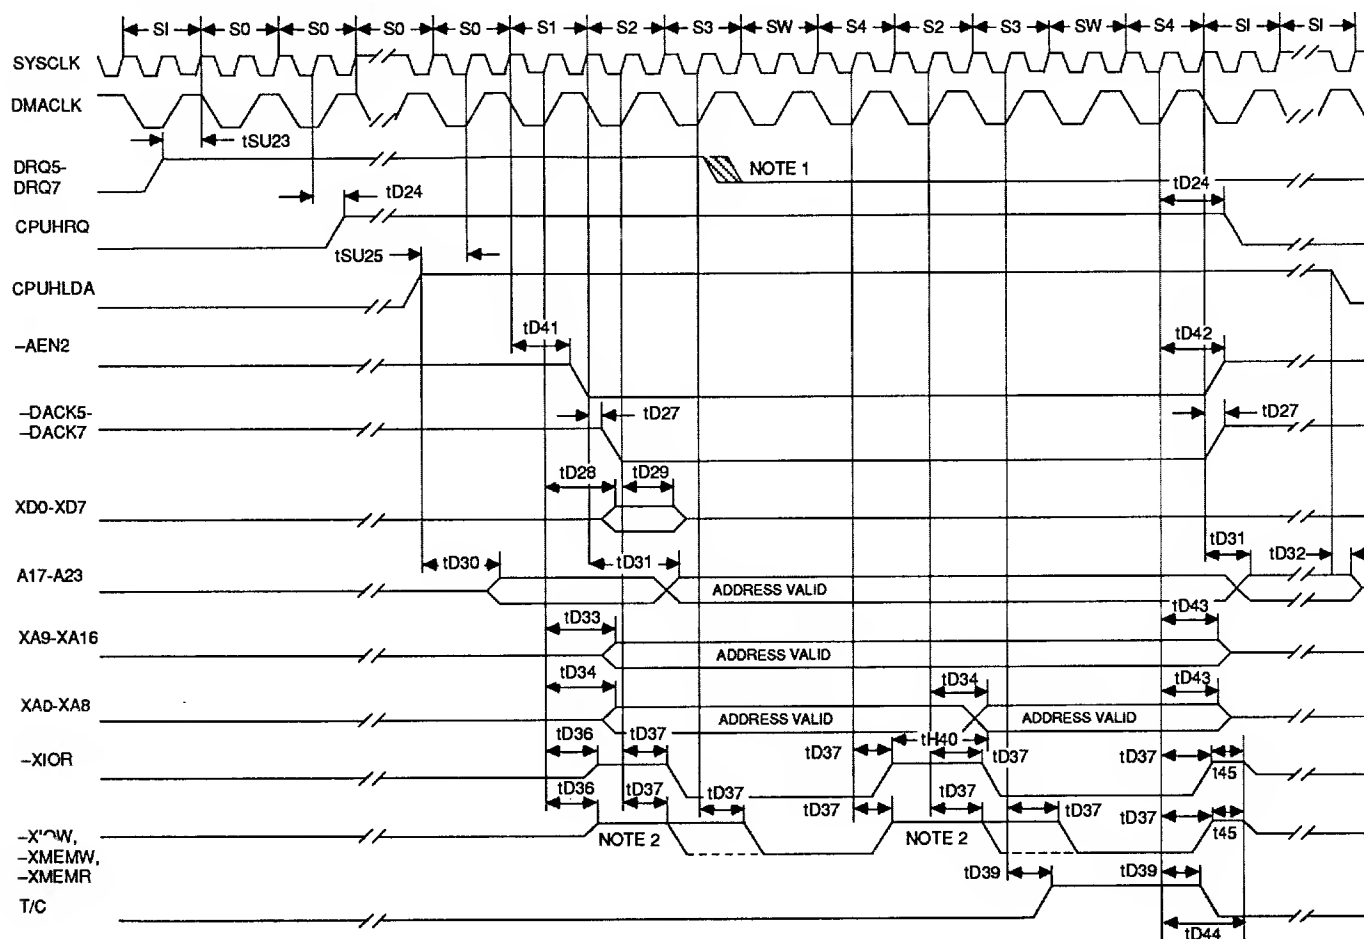 SI S0 S0 S0 S0 S1 S2 S3 SW S4 S2 S3 SW S4 SI SI
SYSCLK
DMACLK
tSU23
DRQ5-
DRQ7
NOTE 1
tD24
tD24
CPUHRQ
tSU25
CPUHLDA
tD41
tD42
–AEN2
–DACK5-
–DACK7
tD27
tD27
tD28
tD29
XD0-XD7
tD30
tD31
tD31
tD32
A17-A23
ADDRESS VALID
tD33
tD43
XA9-XA16
ADDRESS VALID
tD34
tD34
tD43
XA0-XA8
ADDRESS VALID
ADDRESS VALID
tD36
tD37
tD37
tH40
tD37
tD37
t45
–XIOR
tD36
tD37
tD37
tD37
tD37
tD37
tD37
t45
–XIOW,
–XMEMW,
–XMEMR
NOTE 2
NOTE 2
tD39
tD39
T/C
tD44